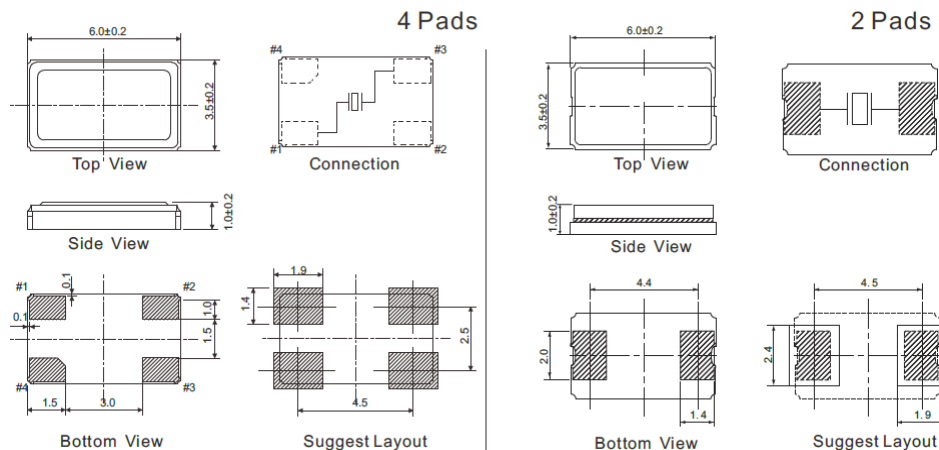 4 Pads
2 Pads
6.0±0.2
#4
#3
3.5±0.2
#1
#2
Top View
Connection
1.0±0.2
Side View
#1
0.1
#2
0.1
1.0
1.5
#4
#3
1.5
3.0
Bottom View
1.9
1.4
2.5
4.5
Suggest Layout
6.0±0.2
3.5±0.2
Top View
Connection
1.0±0.2
Side View
4.4
2.0
1.4
Bottom View
4.5
2.4
1.9
Suggest Layout